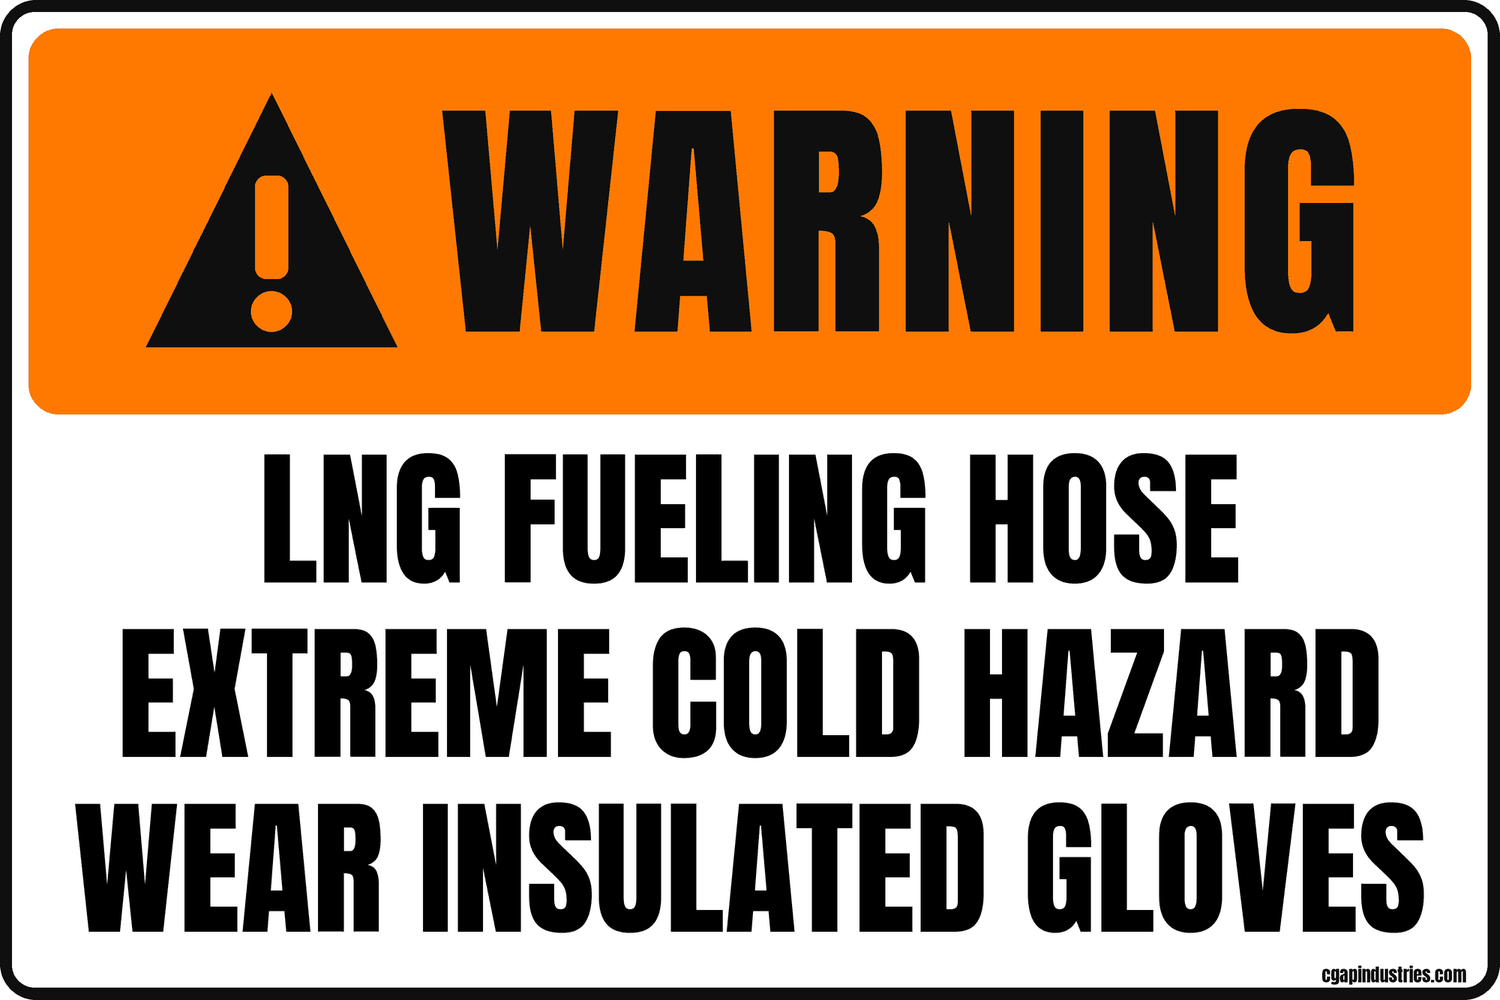 WARNING
LNG FUELING HOSE
EXTREME COLD HAZARD
WEAR INSULATED GLOVES
cgapindustries.com